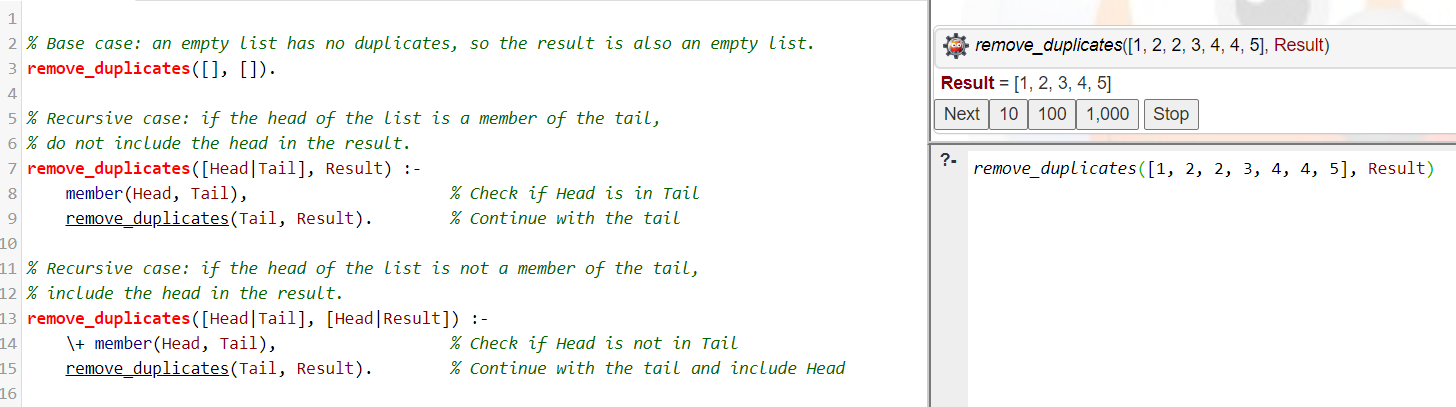 1
2 % Base case: an empty list has no duplicates, so the result is also an empty list.
3 remove_duplicates([], []).
4
5 % Recursive case: if the head of the list is a member of the tail,
6 % do not include the head in the result.
7 remove_duplicates([Head|Tail], Result) :-
8     member(Head, Tail),                     % Check if Head is in Tail
9     remove_duplicates(Tail, Result).        % Continue with the tail
10
11 % Recursive case: if the head of the list is not a member of the tail,
12 % include the head in the result.
13 remove_duplicates([Head|Tail], [Head|Result]) :-
14     \+ member(Head, Tail),                  % Check if Head is not in Tail
15     remove_duplicates(Tail, Result).        % Continue with the tail and include Head
16
remove_duplicates([1, 2, 2, 3, 4, 4, 5], Result)
Result = [1, 2, 3, 4, 5]
Next 10 100 1,000 Stop
?- remove_duplicates([1, 2, 2, 3, 4, 4, 5], Result)